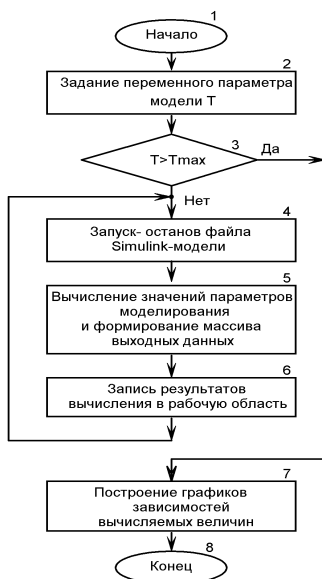 1
Начало
2
Задание переменного параметра
модели T
3
T>Tmax
Да
Нет
4
Запуск- останов файла
Simulink-модели
5
Вычисление значений параметров
моделирования
и формирование массива
выходных данных
6
Запись результатов
вычисления в рабочую область
7
Построение графиков
зависимостей
вычисляемых величин
8
Конец